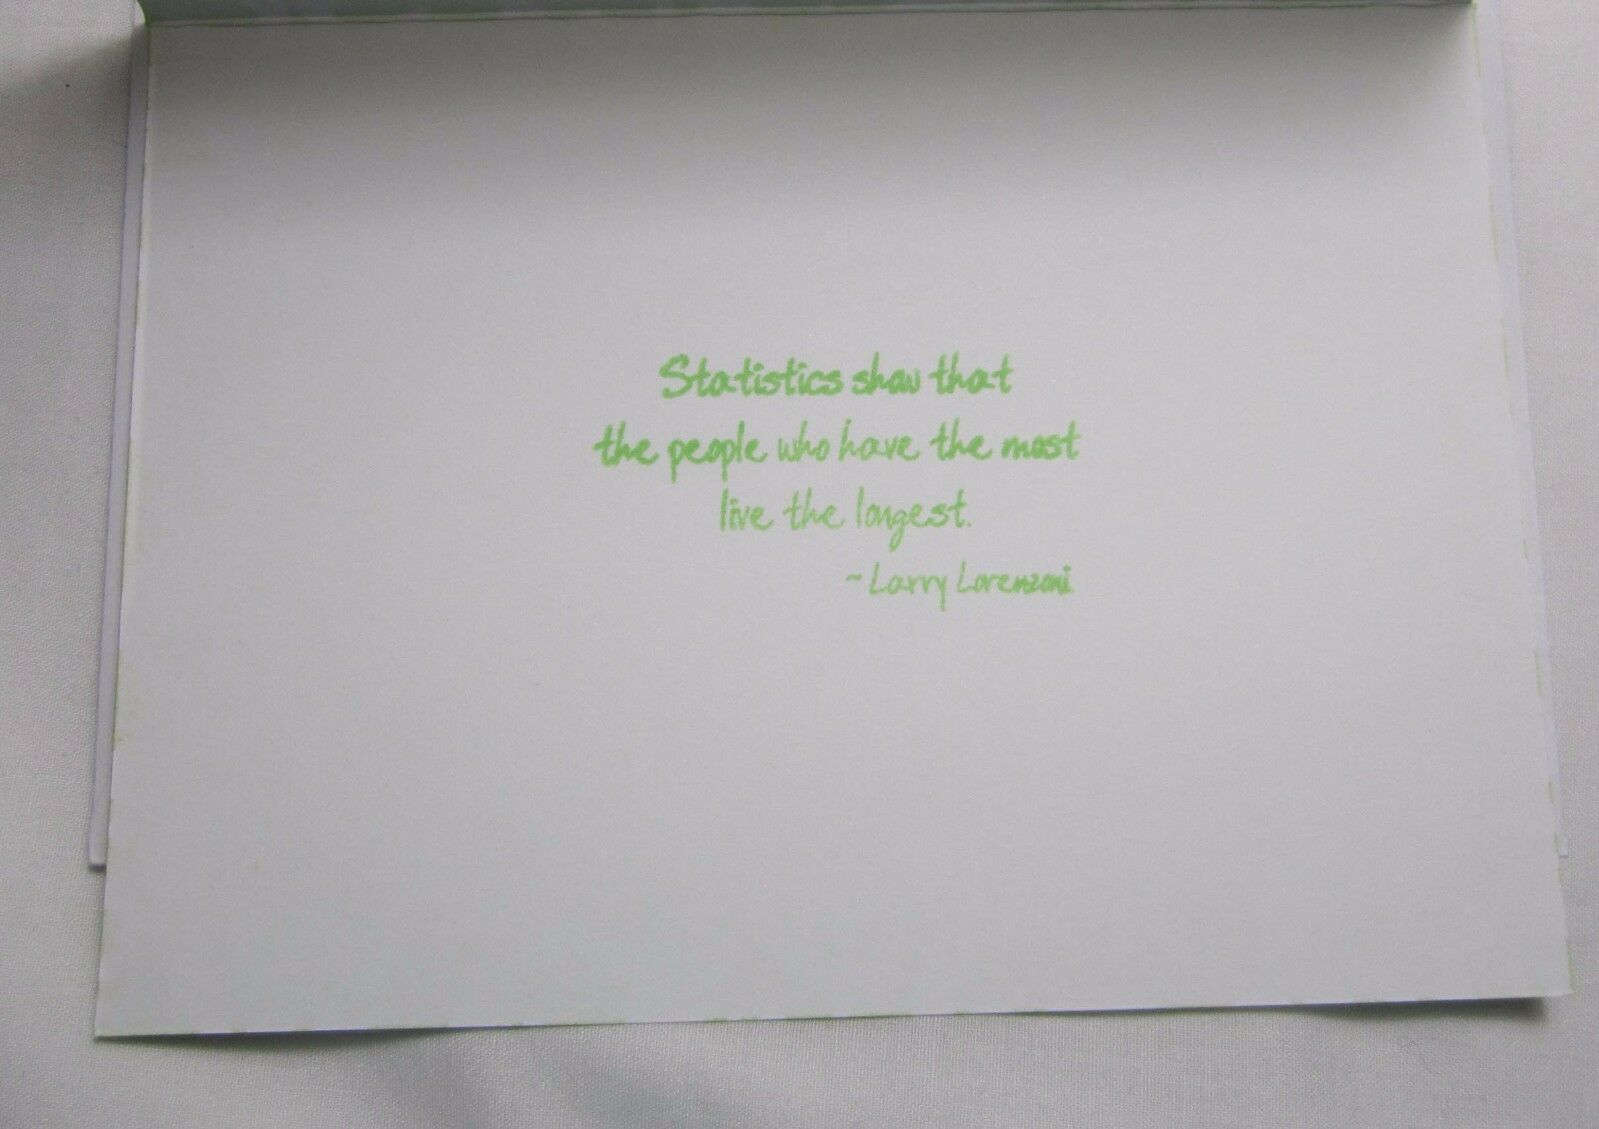 Statistics show that
the people who have the most
live the longest.
~ Larry Lorenzoni